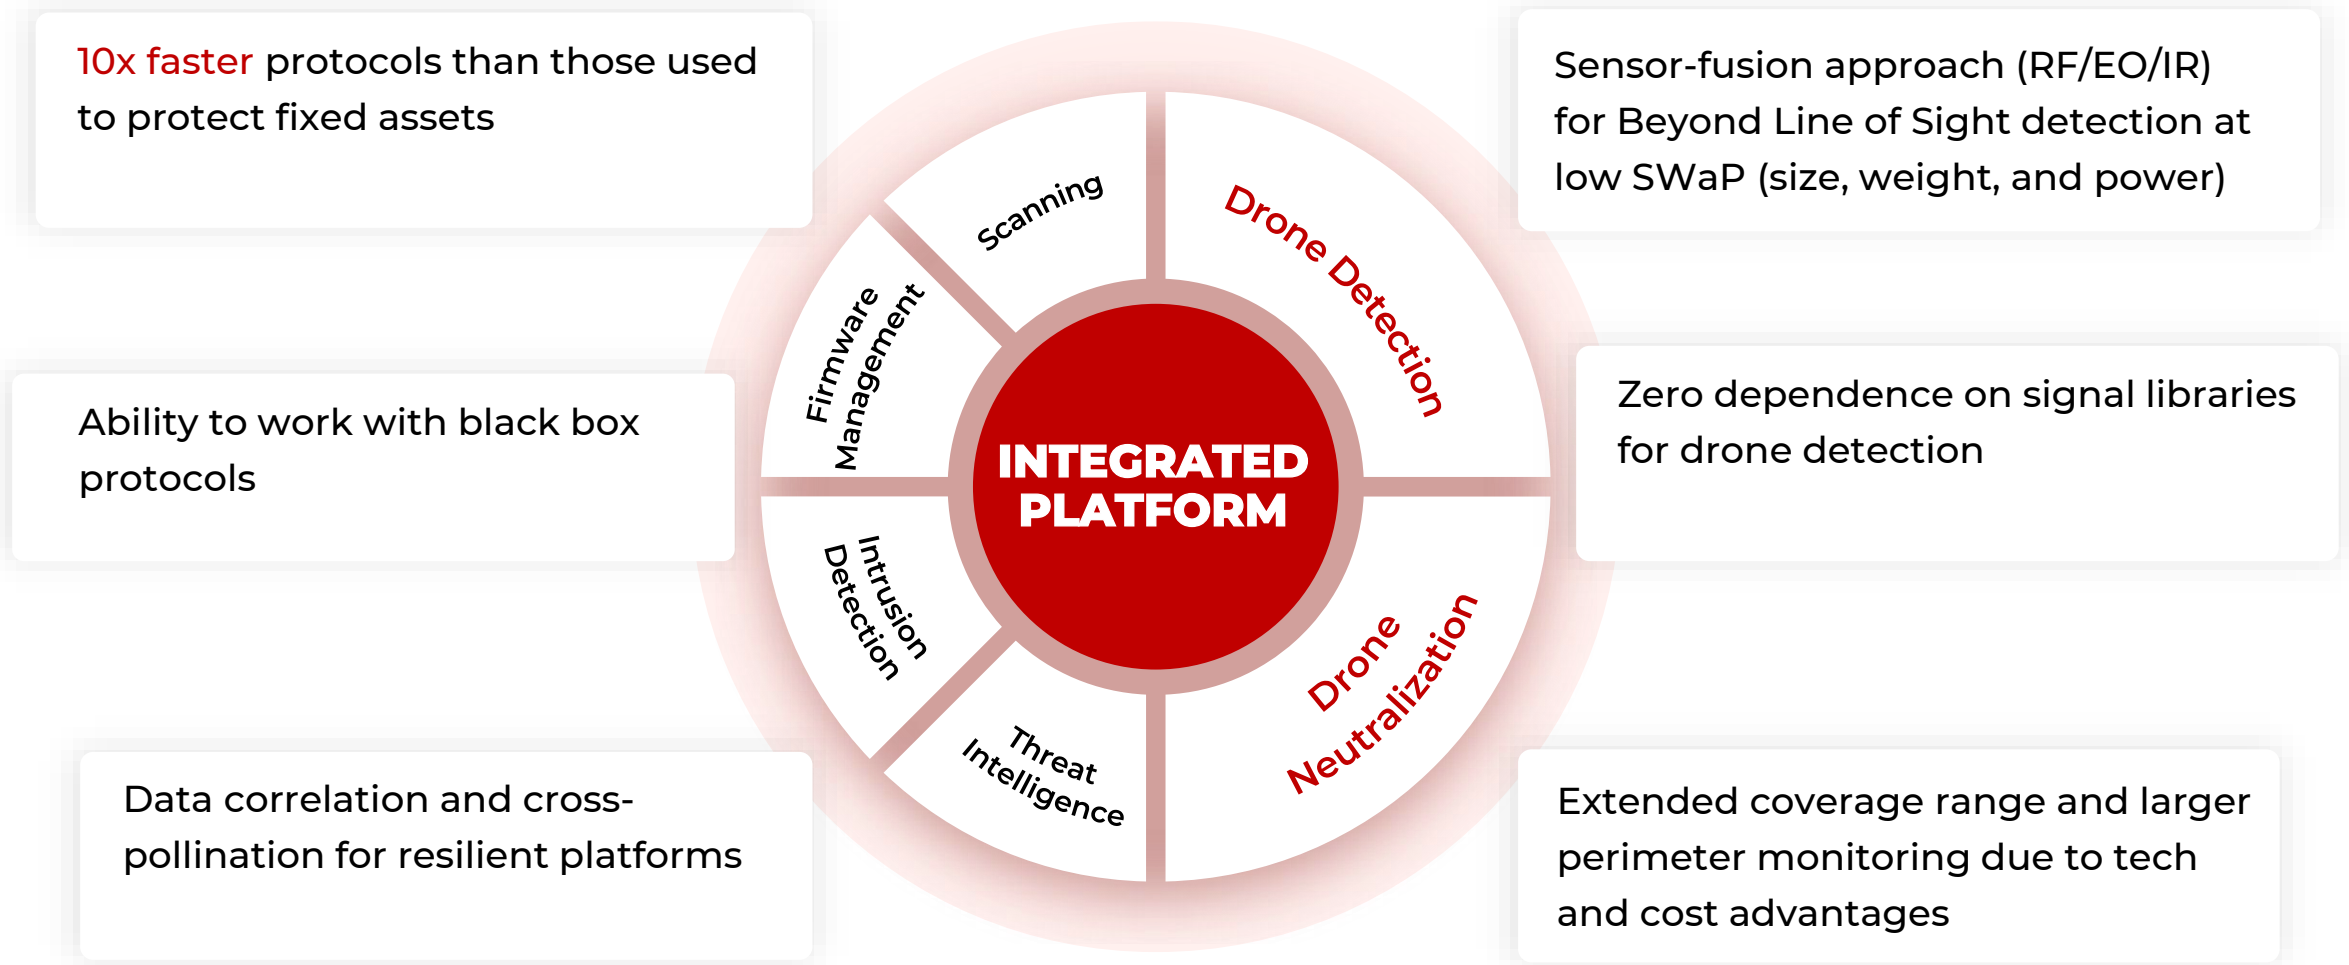 10x faster protocols than those used
to protect fixed assets
Ability to work with black box
protocols
Data correlation and cross-
pollination for resilient platforms
Scanning
Firmware
Management
Intrusion
Detection
Threat
Intelligence
INTEGRATED
PLATFORM
Drone Detection
Drone
Neutralization
Sensor-fusion approach (RF/EO/IR)
for Beyond Line of Sight detection at
low SWaP (size, weight, and power)
Zero dependence on signal libraries
for drone detection
Extended coverage range and larger
perimeter monitoring due to tech
and cost advantages